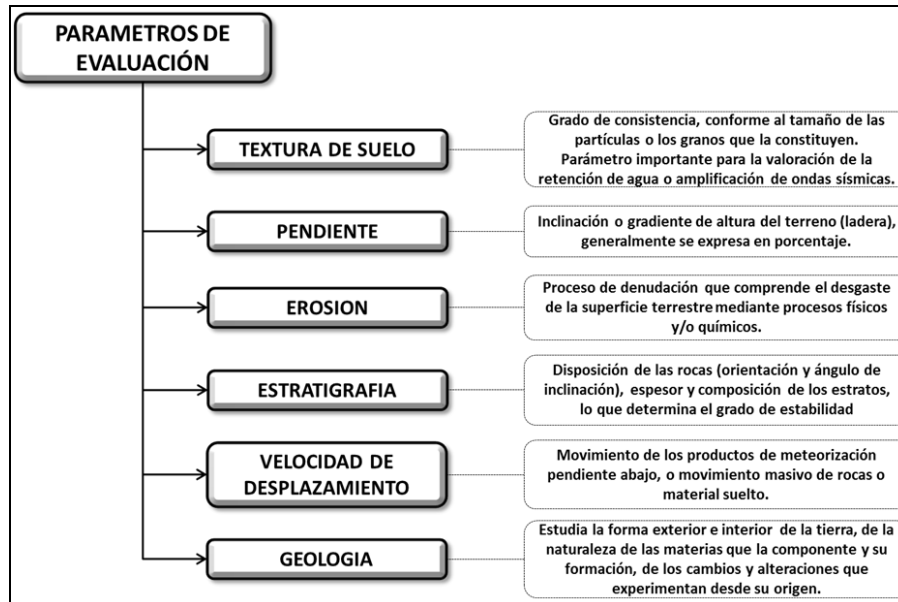 PARAMETROS DE
EVALUACIÓN
TEXTURA DE SUELO
Grado de consistencia, conforme al tamaño de las
partículas o los granos que la constituyen.
Parámetro importante para la valoración de la
retención de agua o amplificación de ondas sísmicas.
PENDIENTE
Inclinación o gradiente de altura del terreno (ladera),
generalmente se expresa en porcentaje.
EROSION
Proceso de denudación que comprende el desgaste
de la superficie terrestre mediante procesos físicos
y/o químicos.
ESTRATIGRAFIA
Disposición de las rocas (orientación y ángulo de
inclinación), espesor y composición de los estratos,
lo que determina el grado de estabilidad
VELOCIDAD DE
DESPLAZAMIENTO
Movimiento de los productos de meteorización
pendiente abajo, o movimiento masivo de rocas o
material suelto.
GEOLOGIA
Estudia la forma exterior e interior de la tierra, de la
naturaleza de las materias que la componente y su
formación, de los cambios y alteraciones que
experimentan desde su origen.